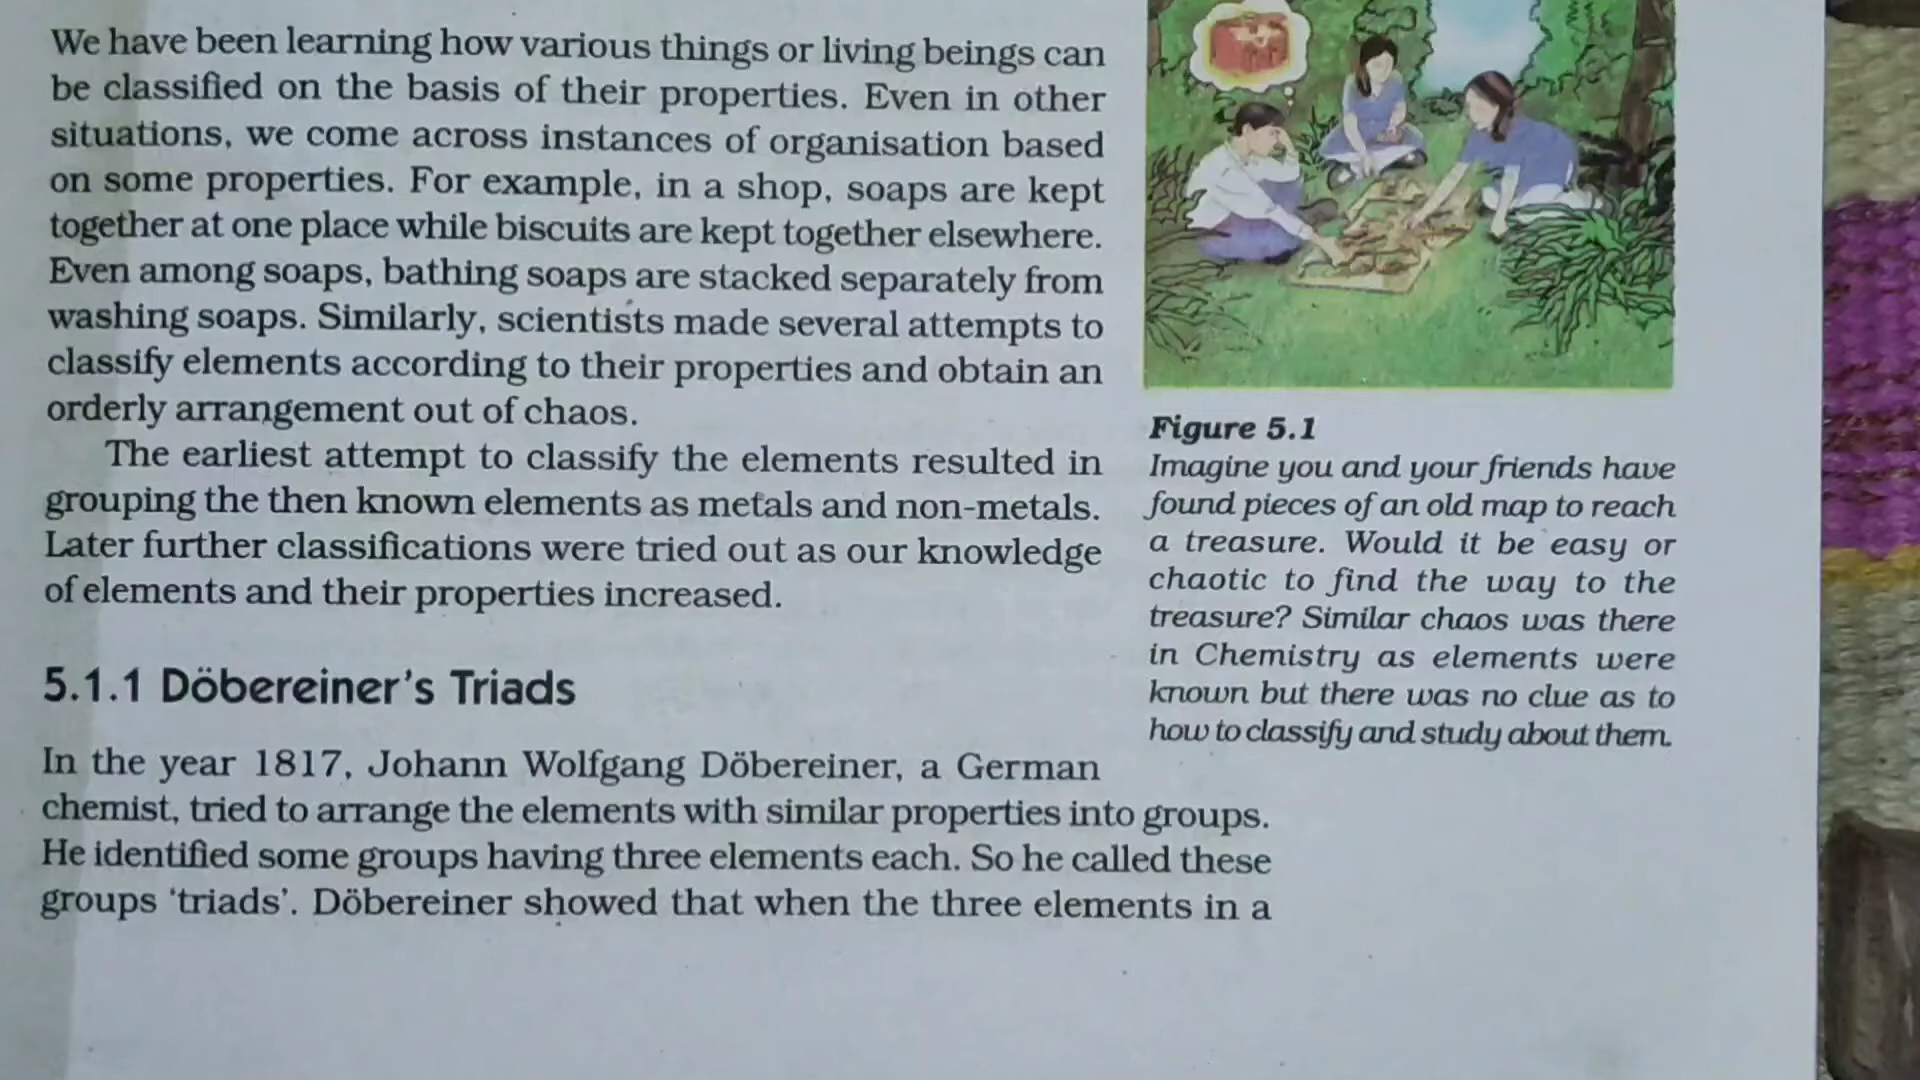 We have been learning how various things or living beings can
be classified on the basis of their properties. Even in other
situations, we come across instances of organisation based
on some properties. For example, in a shop, soaps are kept
together at one place while biscuits are kept together elsewhere.
Even among soaps, bathing soaps are stacked separately from
washing soaps. Similarly, scientists made several attempts to
classify elements according to their properties and obtain an
orderly arrangement out of chaos.
The earliest attempt to classify the elements resulted in
grouping the then known elements as metals and non-metals.
Later further classifications were tried out as our knowledge
of elements and their properties increased.
Figure 5.1
Imagine you and your friends have
found pieces of an old map to reach
a treasure. Would it be easy or
chaotic to find the way to the
treasure? Similar chaos was there
in Chemistry as elements were
known but there was no clue as to
how to classify and study about them.
5.1.1 Döbereiner's Triads
In the year 1817, Johann Wolfgang Döbereiner, a German
chemist, tried to arrange the elements with similar properties into groups.
He identified some groups having three elements each. So he called these
groups ‘triads’. Döbereiner showed that when the three elements in a